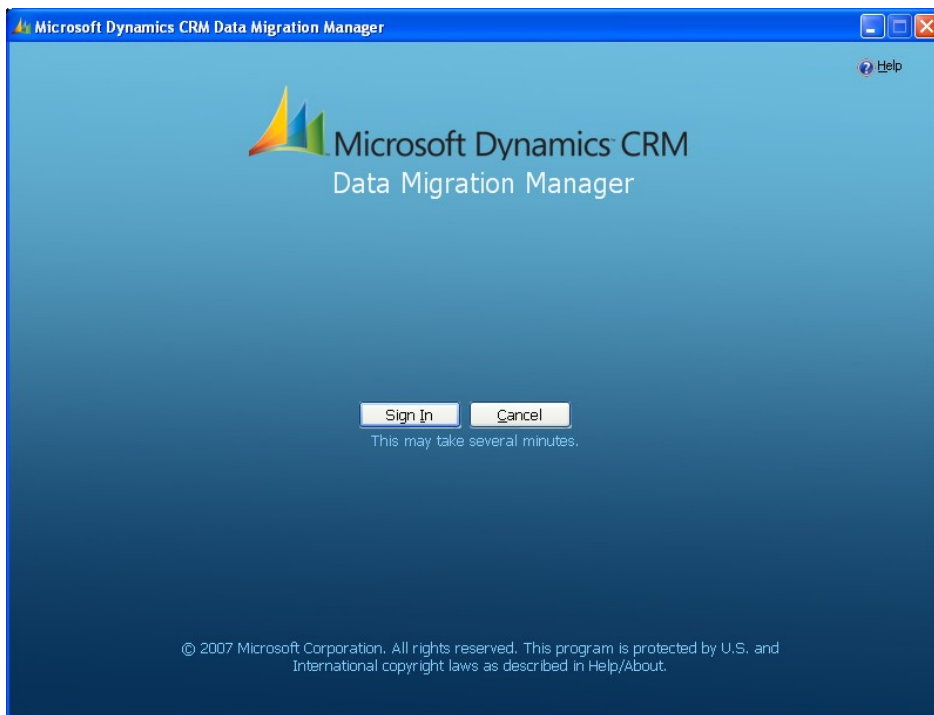 Microsoft Dynamics CRM Data Migration Manager
Help
Microsoft Dynamics™ CRM
Data Migration Manager
Sign In
Cancel
This may take several minutes.
© 2007 Microsoft Corporation. All rights reserved. This program is protected by U.S. and
International copyright laws as described in Help/About.